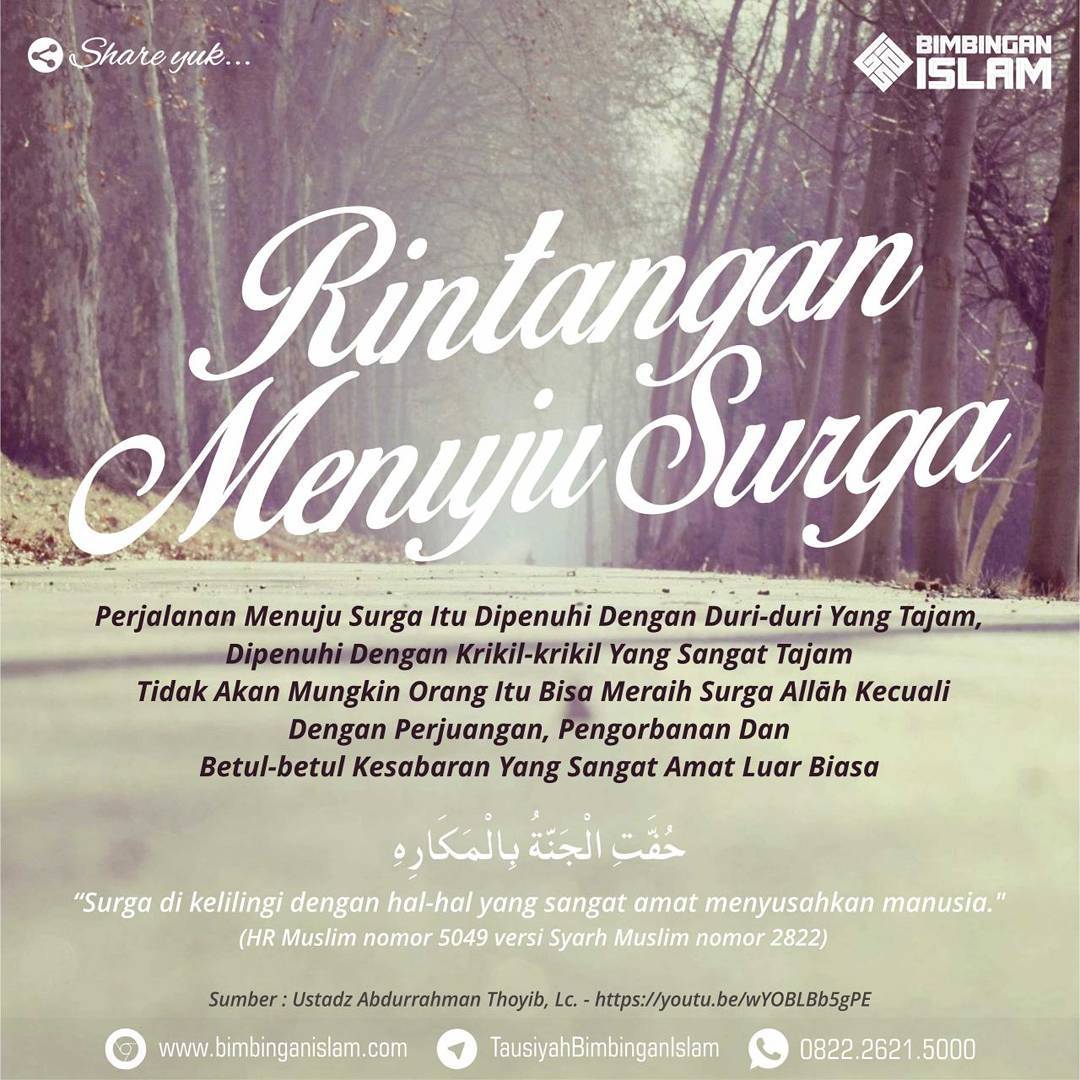 Share yuk...
BIMBINGAN
ISLAM
Rintangan
Menuju Surga
Perjalanan Menuju Surga Itu Dipenuhi Dengan Duri-duri Yang Tajam,
Dipenuhi Dengan Krikil-krikil Yang Sangat Tajam
Tidak Akan Mungkin Orang Itu Bisa Meraih Surga Allāh Kecuali
Dengan Perjuangan, Pengorbanan Dan
Betul-betul Kesabaran Yang Sangat Amat Luar Biasa
حُفَّتِ الْجَنَّةُ بِالْمَكَارِهِ
“Surga di kelilingi dengan hal-hal yang sangat amat menyusahkan manusia."
(HR Muslim nomor 5049 versi Syarh Muslim nomor 2822)
Sumber : Ustadz Abdurrahman Thoyib, Lc. - https://youtu.be/wYOBLBb5gPE
www.bimbinganislam.com TausiyahBimbinganIslam 0822.2621.5000